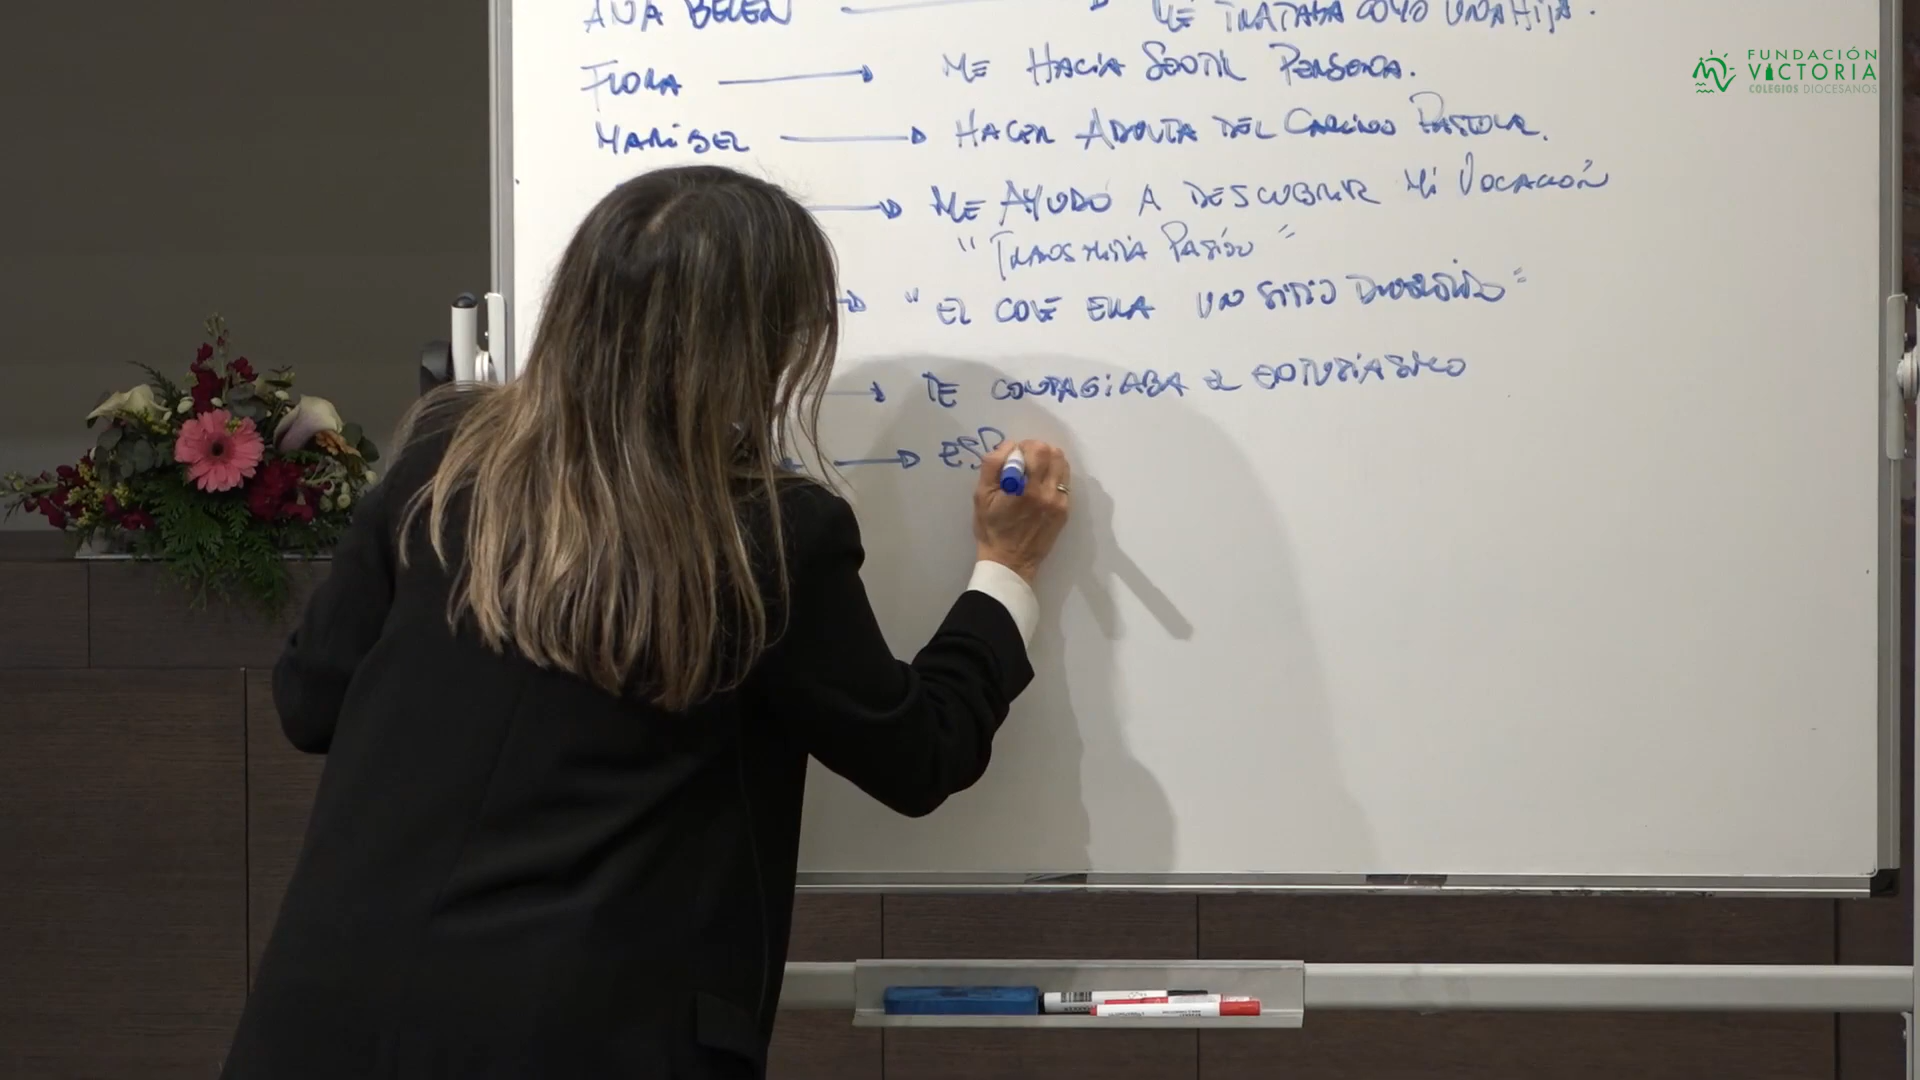 ANA BELEN → ME TRATABA COMO UNA HIJA.
FLORA → ME HACIA SENTIR PERSONA.
MARIBEL → HACER ADULTA DEL CARIÑO PASTORA.
→ ME AYUDÓ A DESCUBRIR MI VOCACIÓN
"TRANSMITIA PASIÓN"
→ "EL COLE ERA UN SITIO DIVERTIDO"
→ TE CONTAGIABA EL ENTUSIASMO
→ ESP
FUNDACIÓN
VICTORIA
COLEGIOS DIOCESANOS